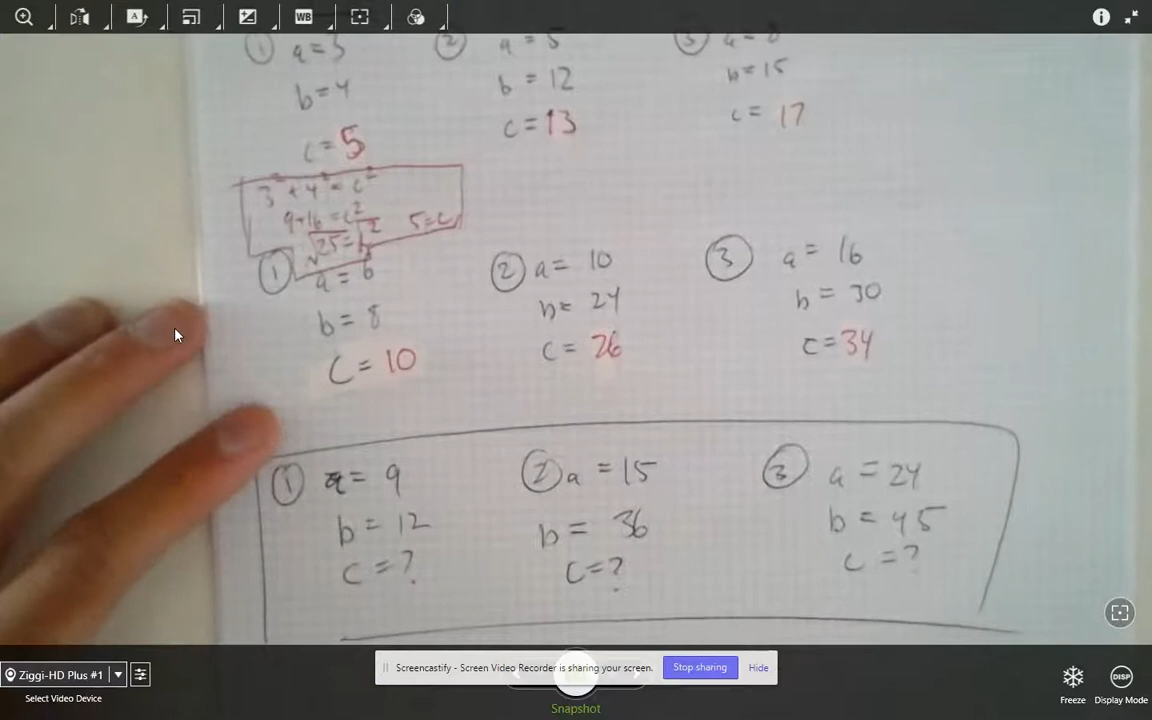 WB
① a=3
b=4
c=5
② a = 5
b = 12
c=13
③ a = 8
b=15
c= 17
3² + 4² = c²
9+16 = c²
5=c
① a = 6
b = 8
C = 10
② a= 10
b= 24
c= 26
③ a= 16
b = 30
c=34
① a= 9
b = 12
c =?
② a =15
b = 36
c=?
③ a =24
b =45
c =?
Ziggi-HD Plus #1
Select Video Device
Screencastify - Screen Video Recorder is sharing your screen.
Stop sharing
Hide
Snapshot
Freeze
DISP
Display Mode